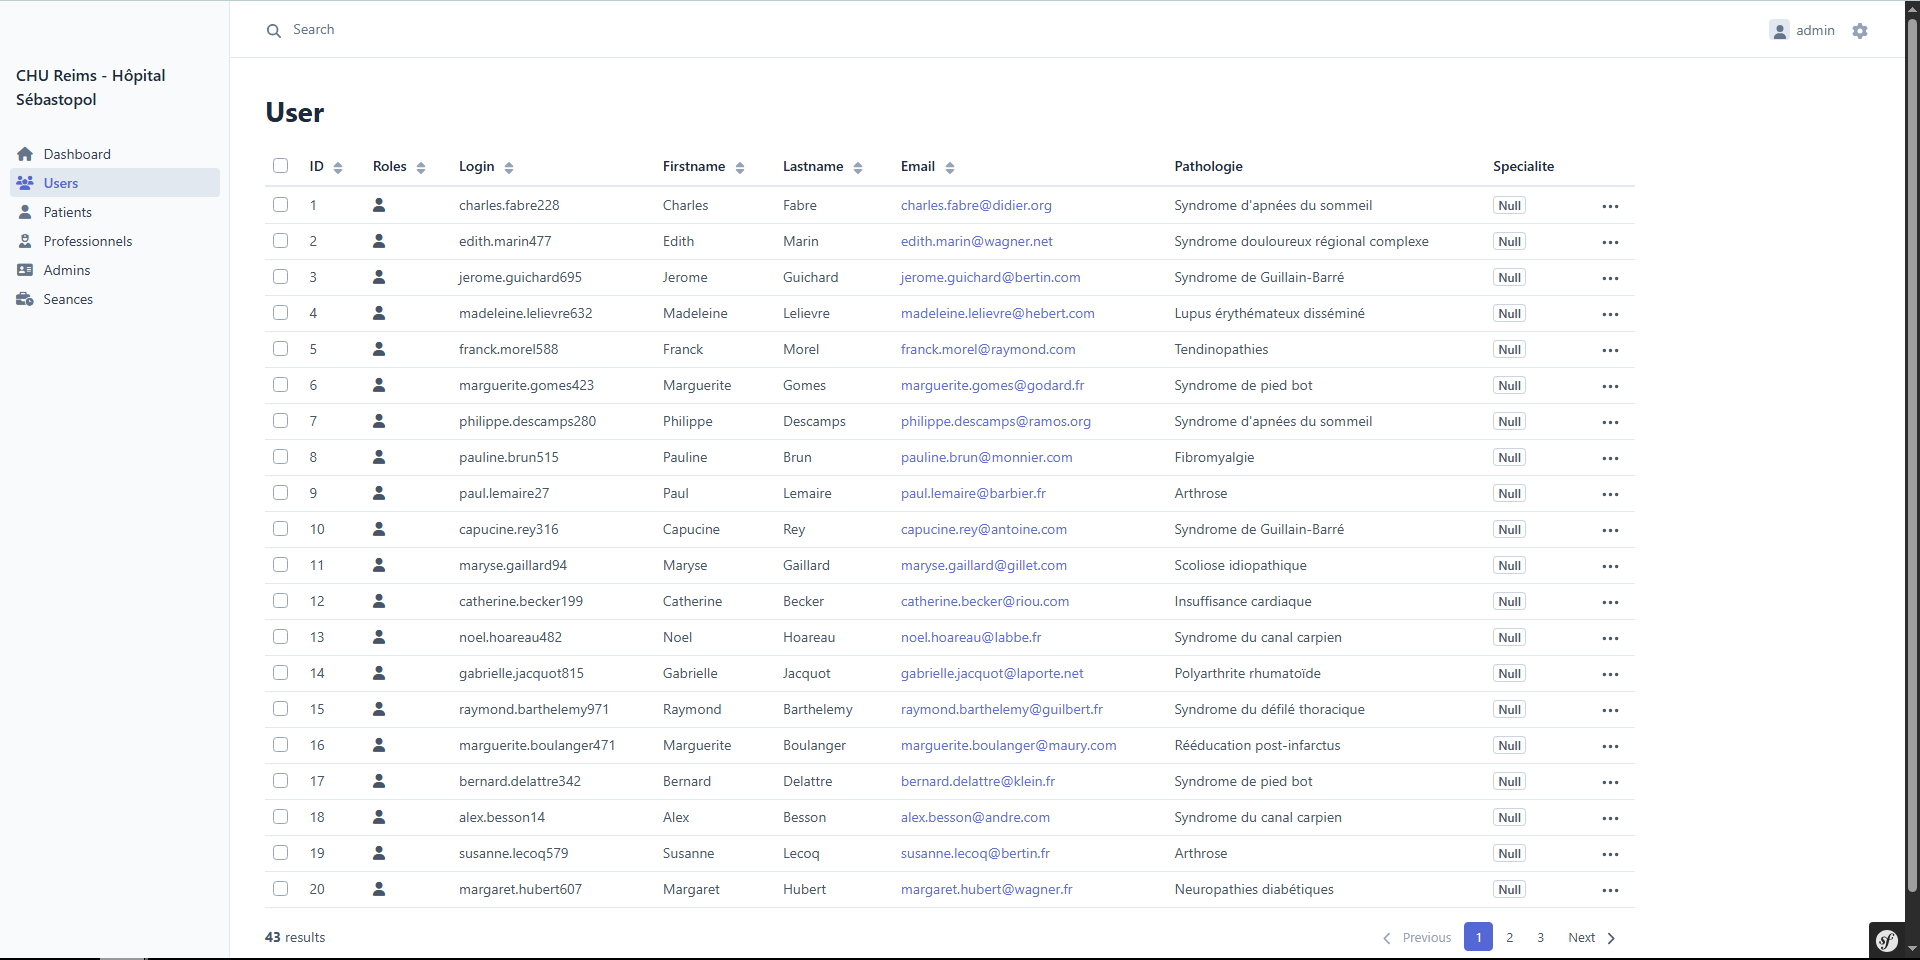 Search
admin
CHU Reims - Hôpital
Sébastopol
Dashboard
Users
Patients
Professionnels
Admins
Seances
User
ID Roles Login Firstname Lastname Email Pathologie Specialite
1 charles.fabre228 Charles Fabre charles.fabre@didier.org Syndrome d'apnées du sommeil Null
2 edith.marin477 Edith Marin edith.marin@wagner.net Syndrome douloureux régional complexe Null
3 jerome.guichard695 Jerome Guichard jerome.guichard@bertin.com Syndrome de Guillain-Barré Null
4 madeleine.lelievre632 Madeleine Lelievre madeleine.lelievre@hebert.com Lupus érythémateux disséminé Null
5 franck.morel588 Franck Morel franck.morel@raymond.com Tendinopathies Null
6 marguerite.gomes423 Marguerite Gomes marguerite.gomes@godard.fr Syndrome de pied bot Null
7 philippe.descamps280 Philippe Descamps philippe.descamps@ramos.org Syndrome d'apnées du sommeil Null
8 pauline.brun515 Pauline Brun pauline.brun@monnier.com Fibromyalgie Null
9 paul.lemaire27 Paul Lemaire paul.lemaire@barbier.fr Arthrose Null
10 capucine.rey316 Capucine Rey capucine.rey@antoine.com Syndrome de Guillain-Barré Null
11 maryse.gaillard94 Maryse Gaillard maryse.gaillard@gillet.com Scoliose idiopathique Null
12 catherine.becker199 Catherine Becker catherine.becker@riou.com Insuffisance cardiaque Null
13 noel.hoareau482 Noel Hoareau noel.hoareau@labbe.fr Syndrome du canal carpien Null
14 gabrielle.jacquot815 Gabrielle Jacquot gabrielle.jacquot@laporte.net Polyarthrite rhumatoïde Null
15 raymond.barthelemy971 Raymond Barthelemy raymond.barthelemy@guilbert.fr Syndrome du défilé thoracique Null
16 marguerite.boulanger471 Marguerite Boulanger marguerite.boulanger@maury.com Rééducation post-infarctus Null
17 bernard.delattre342 Bernard Delattre bernard.delattre@klein.fr Syndrome de pied bot Null
18 alex.besson14 Alex Besson alex.besson@andre.com Syndrome du canal carpien Null
19 susanne.lecoq579 Susanne Lecoq susanne.lecoq@bertin.fr Arthrose Null
20 margaret.hubert607 Margaret Hubert margaret.hubert@wagner.fr Neuropathies diabétiques Null
43 results
Previous 1 2 3 Next
sf